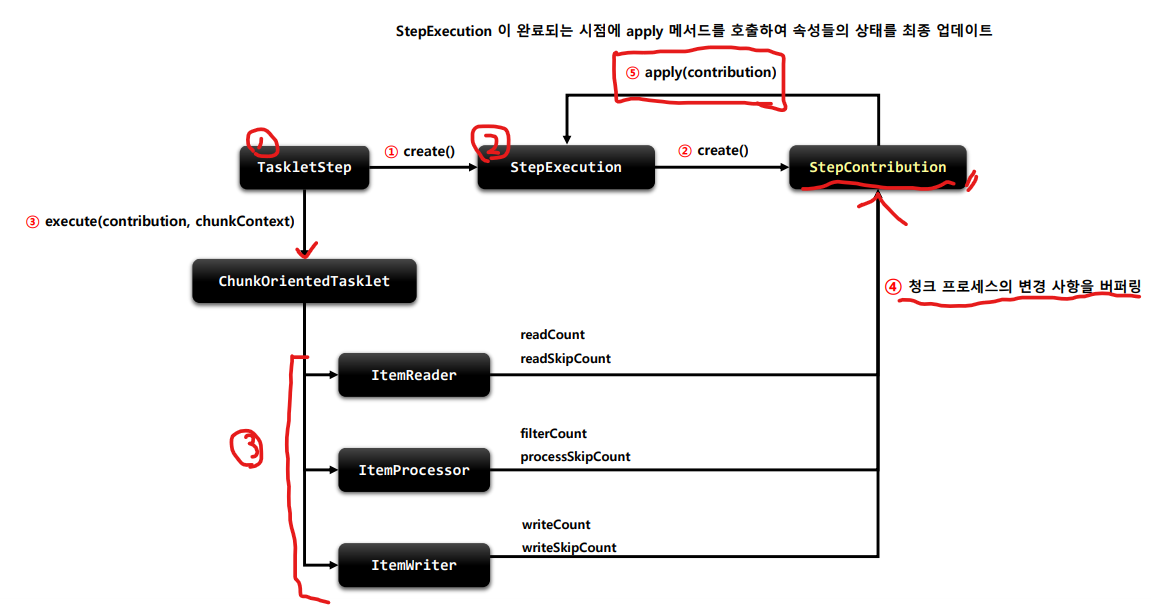 StepExecution 이 완료되는 시점에 apply 메서드를 호출하여 속성들의 상태를 최종 업데이트
⑤ apply(contribution)
1
2
① create()
② create()
TaskletStep
StepExecution
StepContribution
③ execute(contribution, chunkContext)
ChunkOrientedTasklet
④ 청크 프로세스의 변경 사항을 버퍼링
readCount
readSkipCount
ItemReader
3
filterCount
processSkipCount
ItemProcessor
writeCount
writeSkipCount
ItemWriter